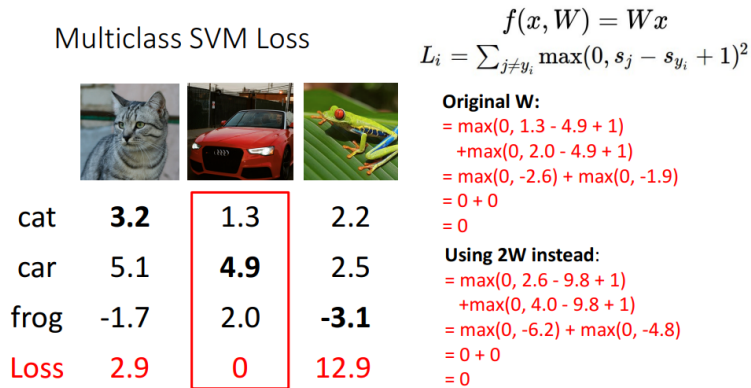 Multiclass SVM Loss
f(x, W) = Wx
L_i = ∑_{j≠y_i} max(0, s_j − s_{y_i} + 1)^2
cat 3.2 1.3 2.2
car 5.1 4.9 2.5
frog -1.7 2.0 -3.1
Loss 2.9 0 12.9
Original W:
= max(0, 1.3 - 4.9 + 1)
+max(0, 2.0 - 4.9 + 1)
= max(0, -2.6) + max(0, -1.9)
= 0 + 0
= 0
Using 2W instead:
= max(0, 2.6 - 9.8 + 1)
+max(0, 4.0 - 9.8 + 1)
= max(0, -6.2) + max(0, -4.8)
= 0 + 0
= 0